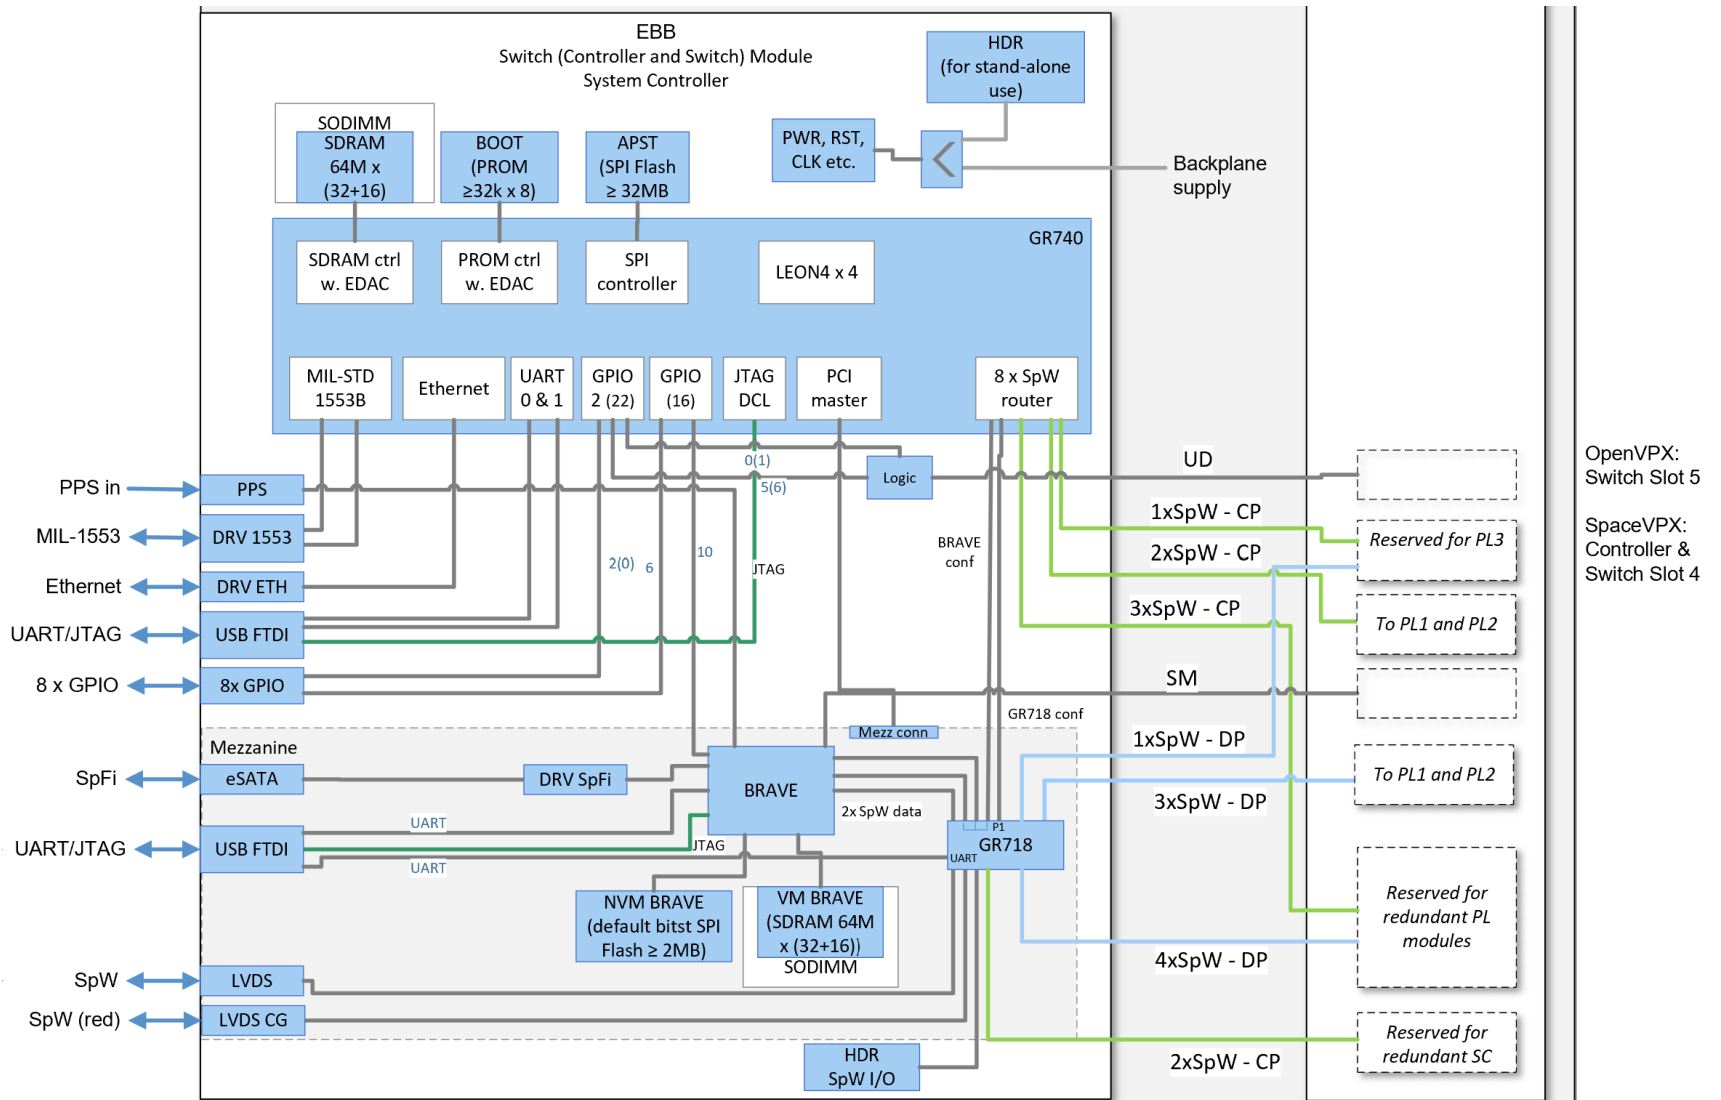 EBB
Switch (Controller and Switch) Module
System Controller
HDR
(for stand-alone
use)
SODIMM
SDRAM
64M x
(32+16)
BOOT
(PROM
≥32k x 8)
APST
(SPI Flash
≥ 32MB
PWR, RST,
CLK etc.
Backplane
supply
GR740
SDRAM ctrl
w. EDAC
PROM ctrl
w. EDAC
SPI
controller
LEON4 x 4
MIL-STD
1553B
Ethernet
UART
0 & 1
GPIO
2 (22)
GPIO
(16)
JTAG
DCL
PCI
master
8 x SpW
router
0(1)
5(6)
Logic
UD
OpenVPX:
Switch Slot 5
PPS in
PPS
1xSpW - CP
Reserved for PL3
SpaceVPX:
Controller &
Switch Slot 4
MIL-1553
DRV 1553
2(0)
6
10
JTAG
BRAVE
conf
2xSpW - CP
Ethernet
DRV ETH
3xSpW - CP
To PL1 and PL2
UART/JTAG
USB FTDI
8 x GPIO
8x GPIO
SM
GR718 conf
Mezz conn
Mezzanine
1xSpW - DP
SpFi
eSATA
DRV SpFi
BRAVE
To PL1 and PL2
3xSpW - DP
2x SpW data
UART
P1
UART/JTAG
USB FTDI
JTAG
GR718
UART
UART
NVM BRAVE
(default bitst SPI
Flash ≥ 2MB)
VM BRAVE
(SDRAM 64M
x (32+16))
SODIMM
Reserved for
redundant PL
modules
4xSpW - DP
SpW
LVDS
SpW (red)
LVDS CG
Reserved for
redundant SC
HDR
SpW I/O
2xSpW - CP